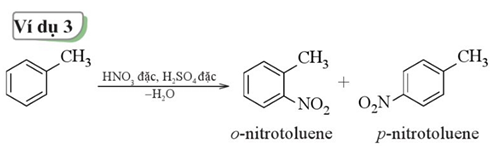 Ví dụ 3
CH₃
HNO₃ đặc, H₂SO₄ đặc
−H₂O
CH₃
NO₂
+
CH₃
O₂N
o-nitrotoluene
p-nitrotoluene